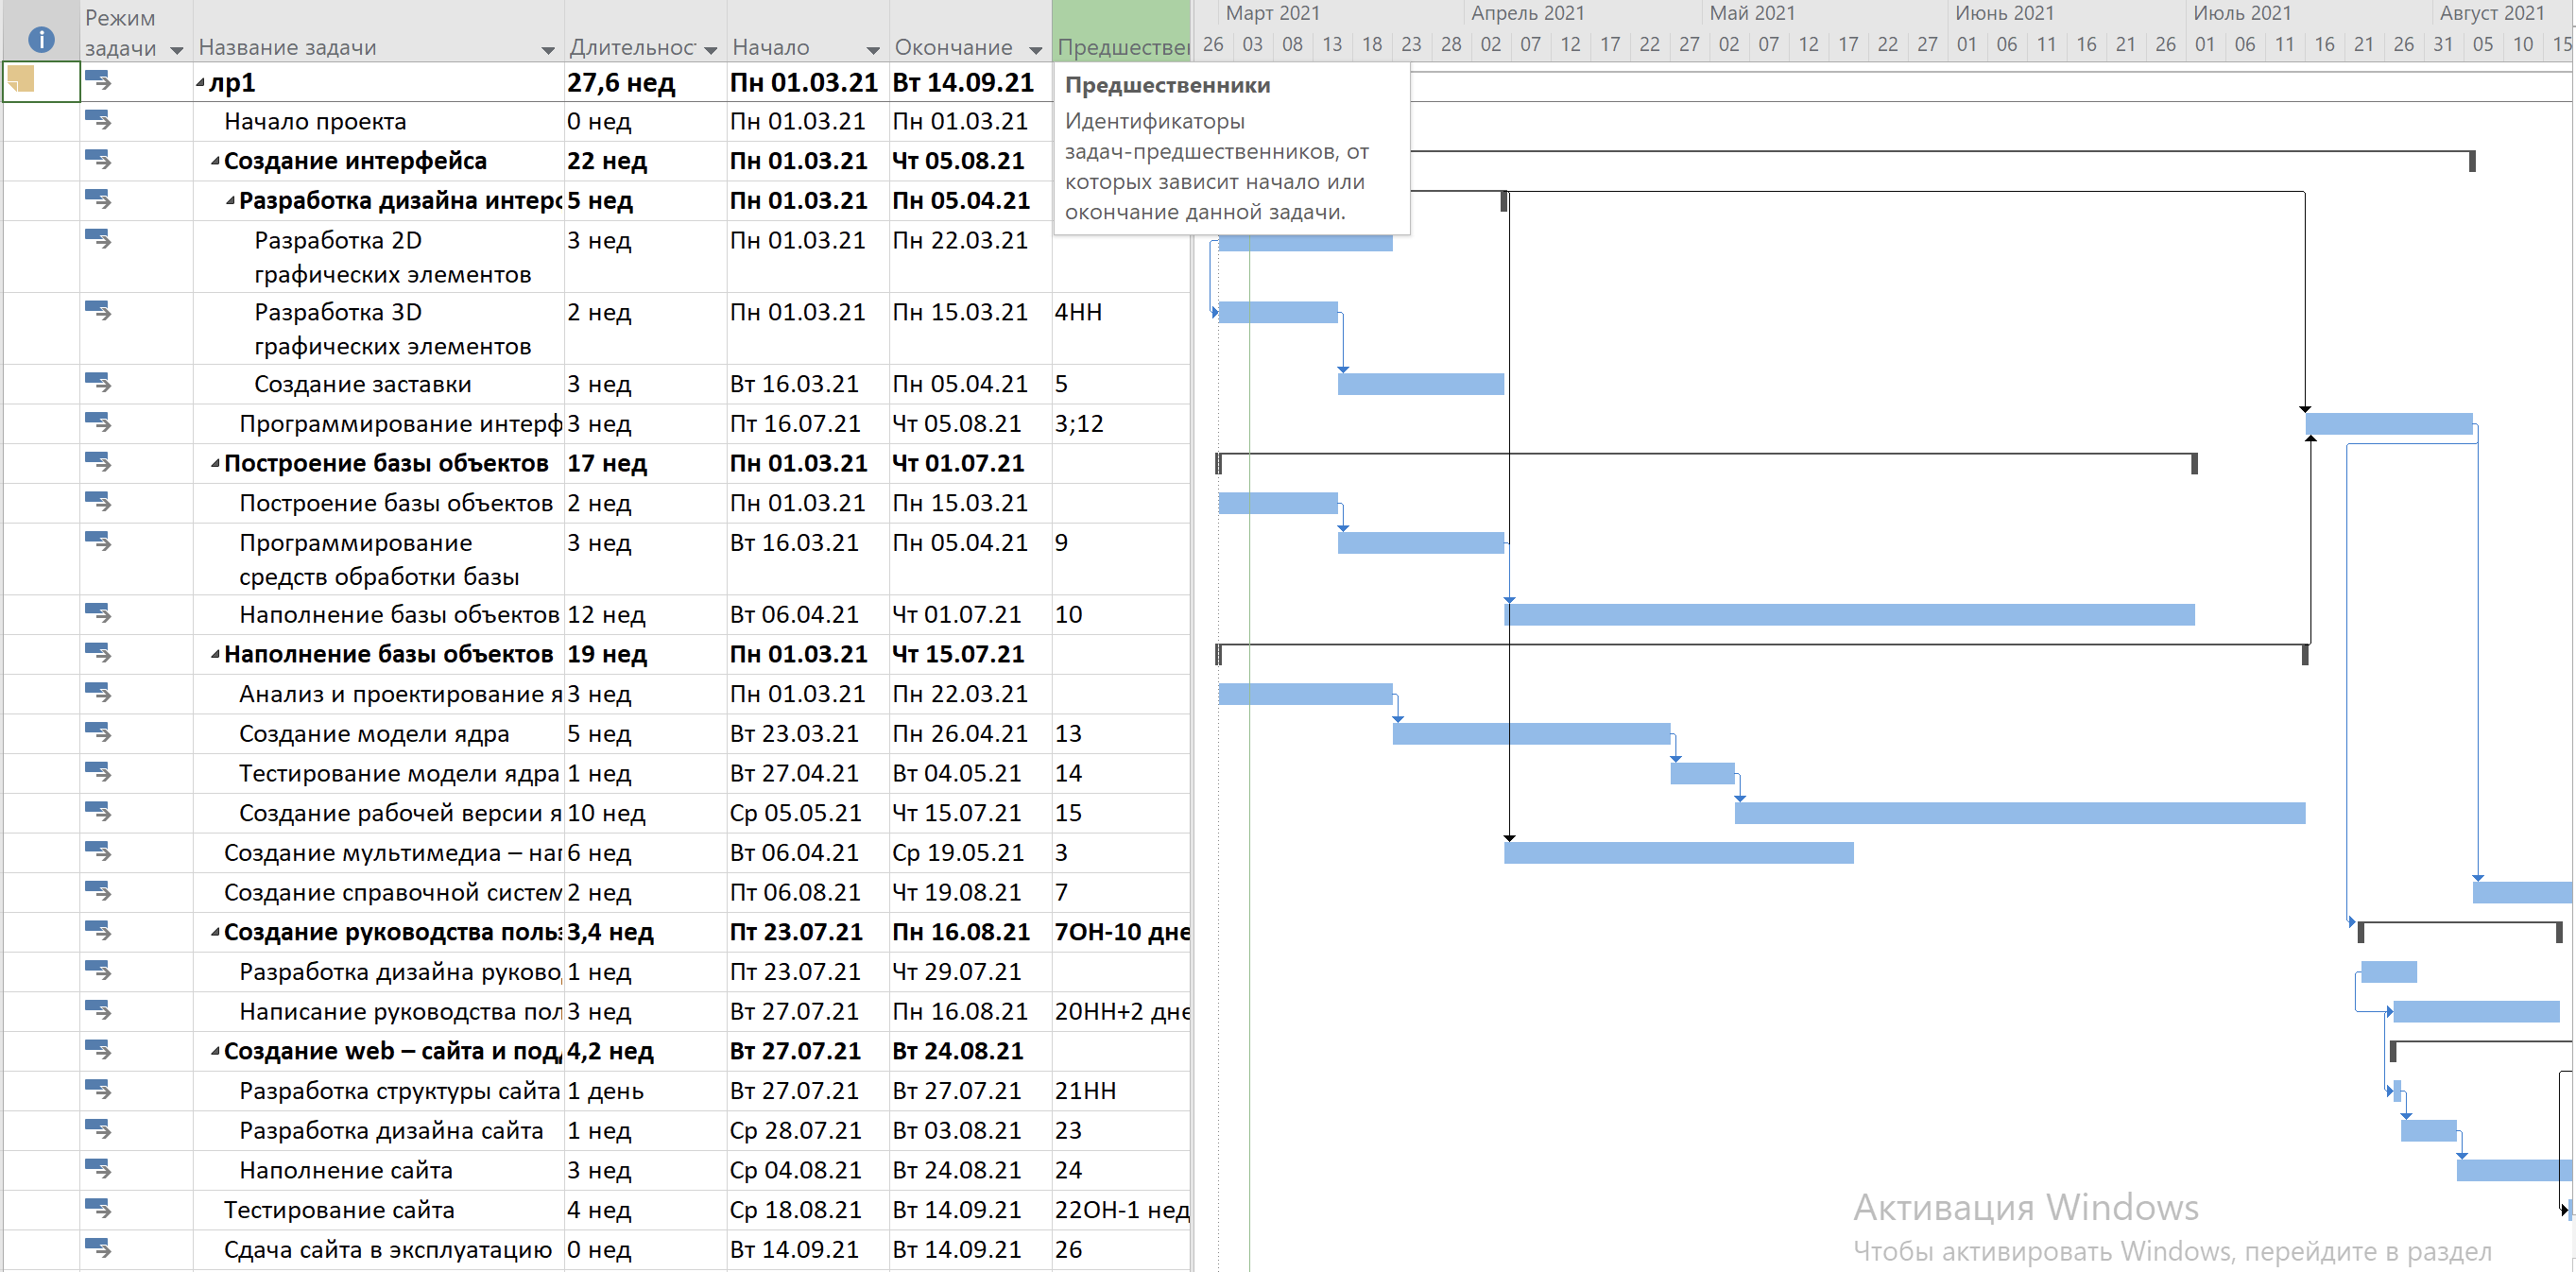 Режим задачи
Название задачи
Длительнос
Начало
Окончание
Предшествен
Март 2021
Апрель 2021
Май 2021
Июнь 2021
Июль 2021
Август 2021
26 03 08 13 18 23 28 02 07 12 17 22 27 02 07 12 17 22 27 01 06 11 16 21 26 01 06 11 16 21 26 31 05 10 15
лр1 27,6 нед Пн 01.03.21 Вт 14.09.21
Предшественники
Идентификаторы
задач-предшественников, от
которых зависит начало или
окончание данной задачи.
Начало проекта 0 нед Пн 01.03.21 Пн 01.03.21
Создание интерфейса 22 нед Пн 01.03.21 Чт 05.08.21
Разработка дизайна интерс 5 нед Пн 01.03.21 Пн 05.04.21
Разработка 2D 3 нед Пн 01.03.21 Пн 22.03.21
графических элементов
Разработка 3D 2 нед Пн 01.03.21 Пн 15.03.21 4НН
графических элементов
Создание заставки 3 нед Вт 16.03.21 Пн 05.04.21 5
Программирование интерф 3 нед Пт 16.07.21 Чт 05.08.21 3;12
Построение базы объектов 17 нед Пн 01.03.21 Чт 01.07.21
Построение базы объектов 2 нед Пн 01.03.21 Пн 15.03.21
Программирование 3 нед Вт 16.03.21 Пн 05.04.21 9
средств обработки базы
Наполнение базы объектов 12 нед Вт 06.04.21 Чт 01.07.21 10
Наполнение базы объектов 19 нед Пн 01.03.21 Чт 15.07.21
Анализ и проектирование я 3 нед Пн 01.03.21 Пн 22.03.21
Создание модели ядра 5 нед Вт 23.03.21 Пн 26.04.21 13
Тестирование модели ядра 1 нед Вт 27.04.21 Вт 04.05.21 14
Создание рабочей версии я 10 нед Ср 05.05.21 Чт 15.07.21 15
Создание мультимедиа – наг 6 нед Вт 06.04.21 Ср 19.05.21 3
Создание справочной систем 2 нед Пт 06.08.21 Чт 19.08.21 7
Создание руководства польз 3,4 нед Пт 23.07.21 Пн 16.08.21 7ОН-10 дне
Разработка дизайна руково, 1 нед Пт 23.07.21 Чт 29.07.21
Написание руководства пол 3 нед Вт 27.07.21 Пн 16.08.21 20НН+2 дне
Создание web – сайта и под, 4,2 нед Вт 27.07.21 Вт 24.08.21
Разработка структуры сайта 1 день Вт 27.07.21 Вт 27.07.21 21НН
Разработка дизайна сайта 1 нед Ср 28.07.21 Вт 03.08.21 23
Наполнение сайта 3 нед Ср 04.08.21 Вт 24.08.21 24
Тестирование сайта 4 нед Ср 18.08.21 Вт 14.09.21 22ОН-1 нед
Сдача сайта в эксплуатацию 0 нед Вт 14.09.21 Вт 14.09.21 26
Активация Windows
Чтобы активировать Windows, перейдите в раздел